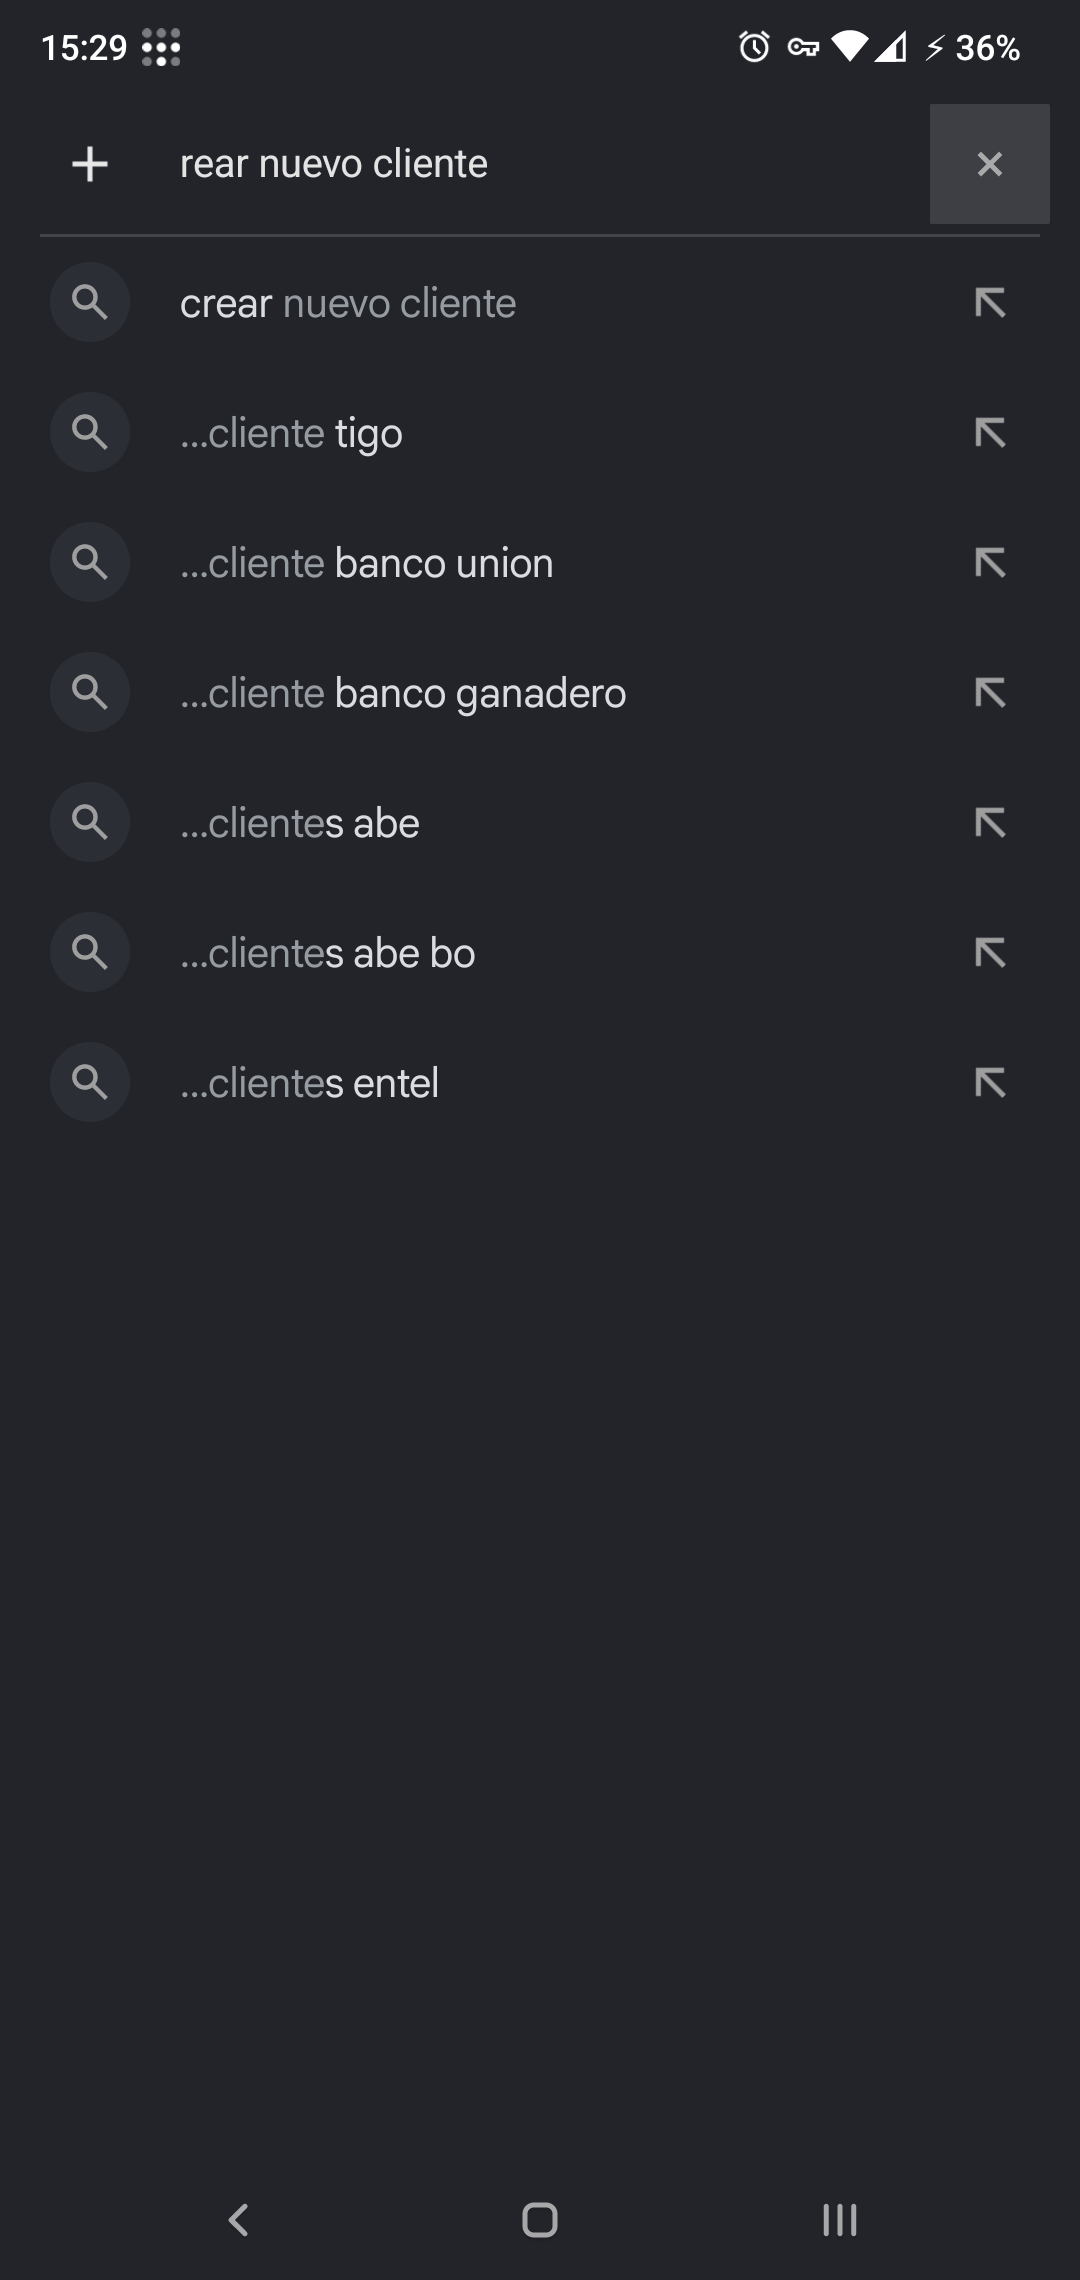 15:29
36%
rear nuevo cliente
crear nuevo cliente
...cliente tigo
...cliente banco union
...cliente banco ganadero
...clientes abe
...clientes abe bo
...clientes entel